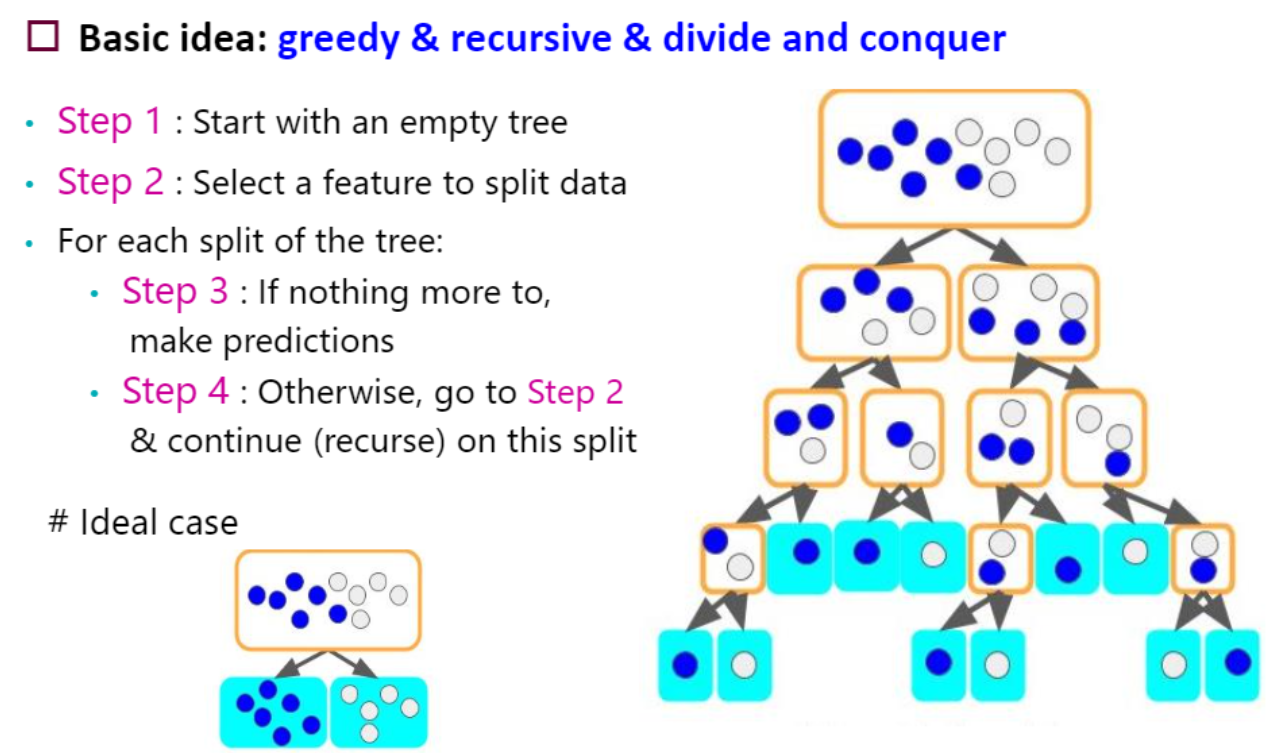 Basic idea: greedy & recursive & divide and conquer
Step 1 : Start with an empty tree
Step 2 : Select a feature to split data
For each split of the tree:
Step 3 : If nothing more to,
make predictions
Step 4 : Otherwise, go to Step 2
& continue (recurse) on this split
# Ideal case